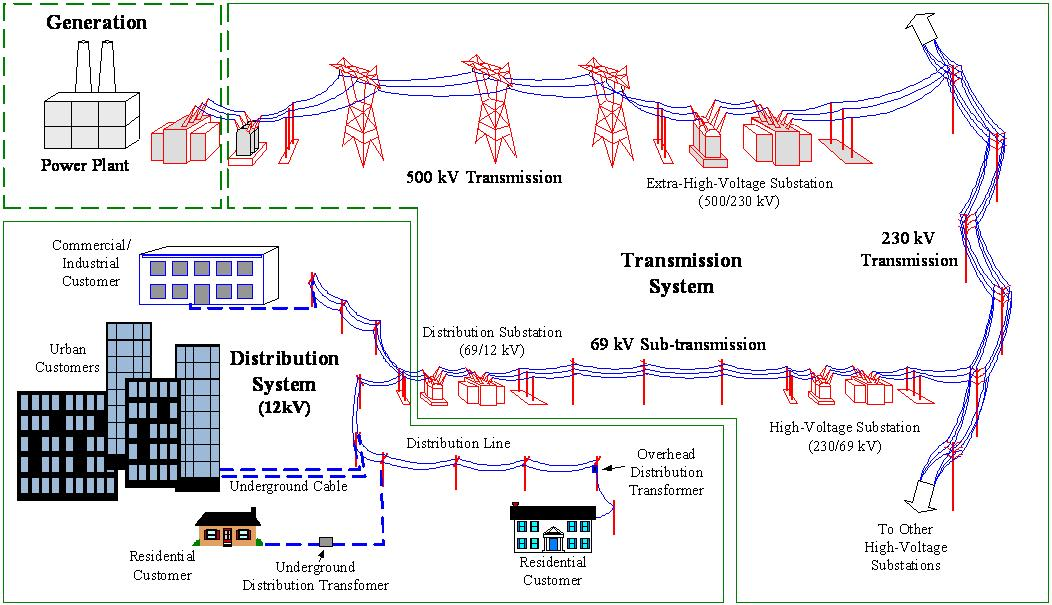 Generation
Power Plant
500 kV Transmission
Extra-High-Voltage Substation
(500/230 kV)
230 kV
Transmission
Transmission
System
Commercial/
Industrial
Customer
Urban
Customers
Distribution
System
(12kV)
Distribution Substation
(69/12 kV)
69 kV Sub-transmission
High-Voltage Substation
(230/69 kV)
Distribution Line
Underground Cable
Overhead
Distribution
Transformer
Residential
Customer
Underground
Distribution Transfomer
Residential
Customer
To Other
High-Voltage
Substations